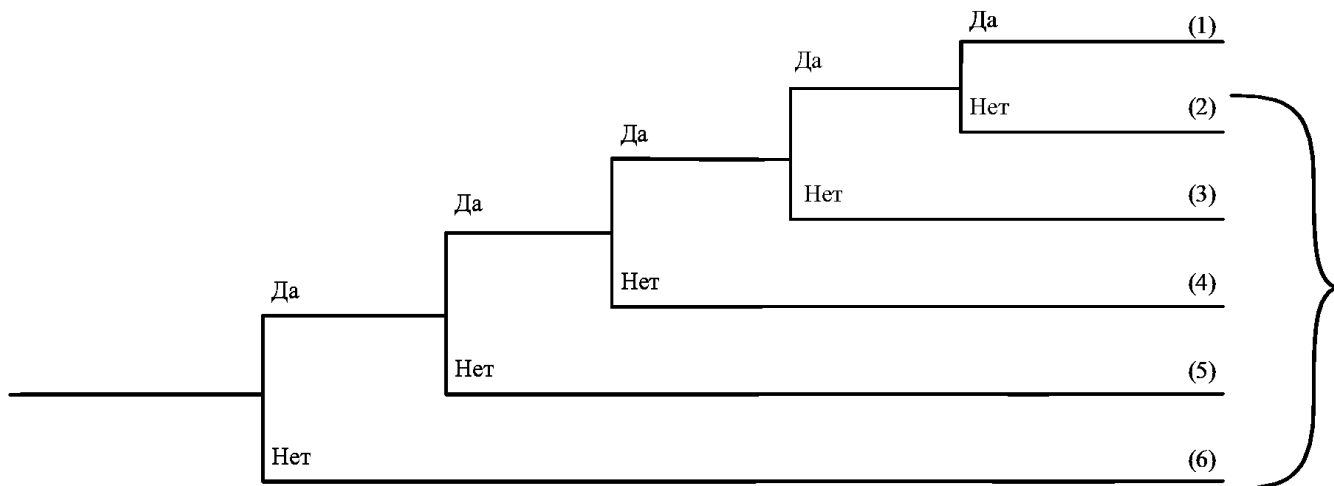 Да (1)
Да
Нет (2)
Да
Нет (3)
Да
Нет (4)
Да
Нет (5)
Нет (6)